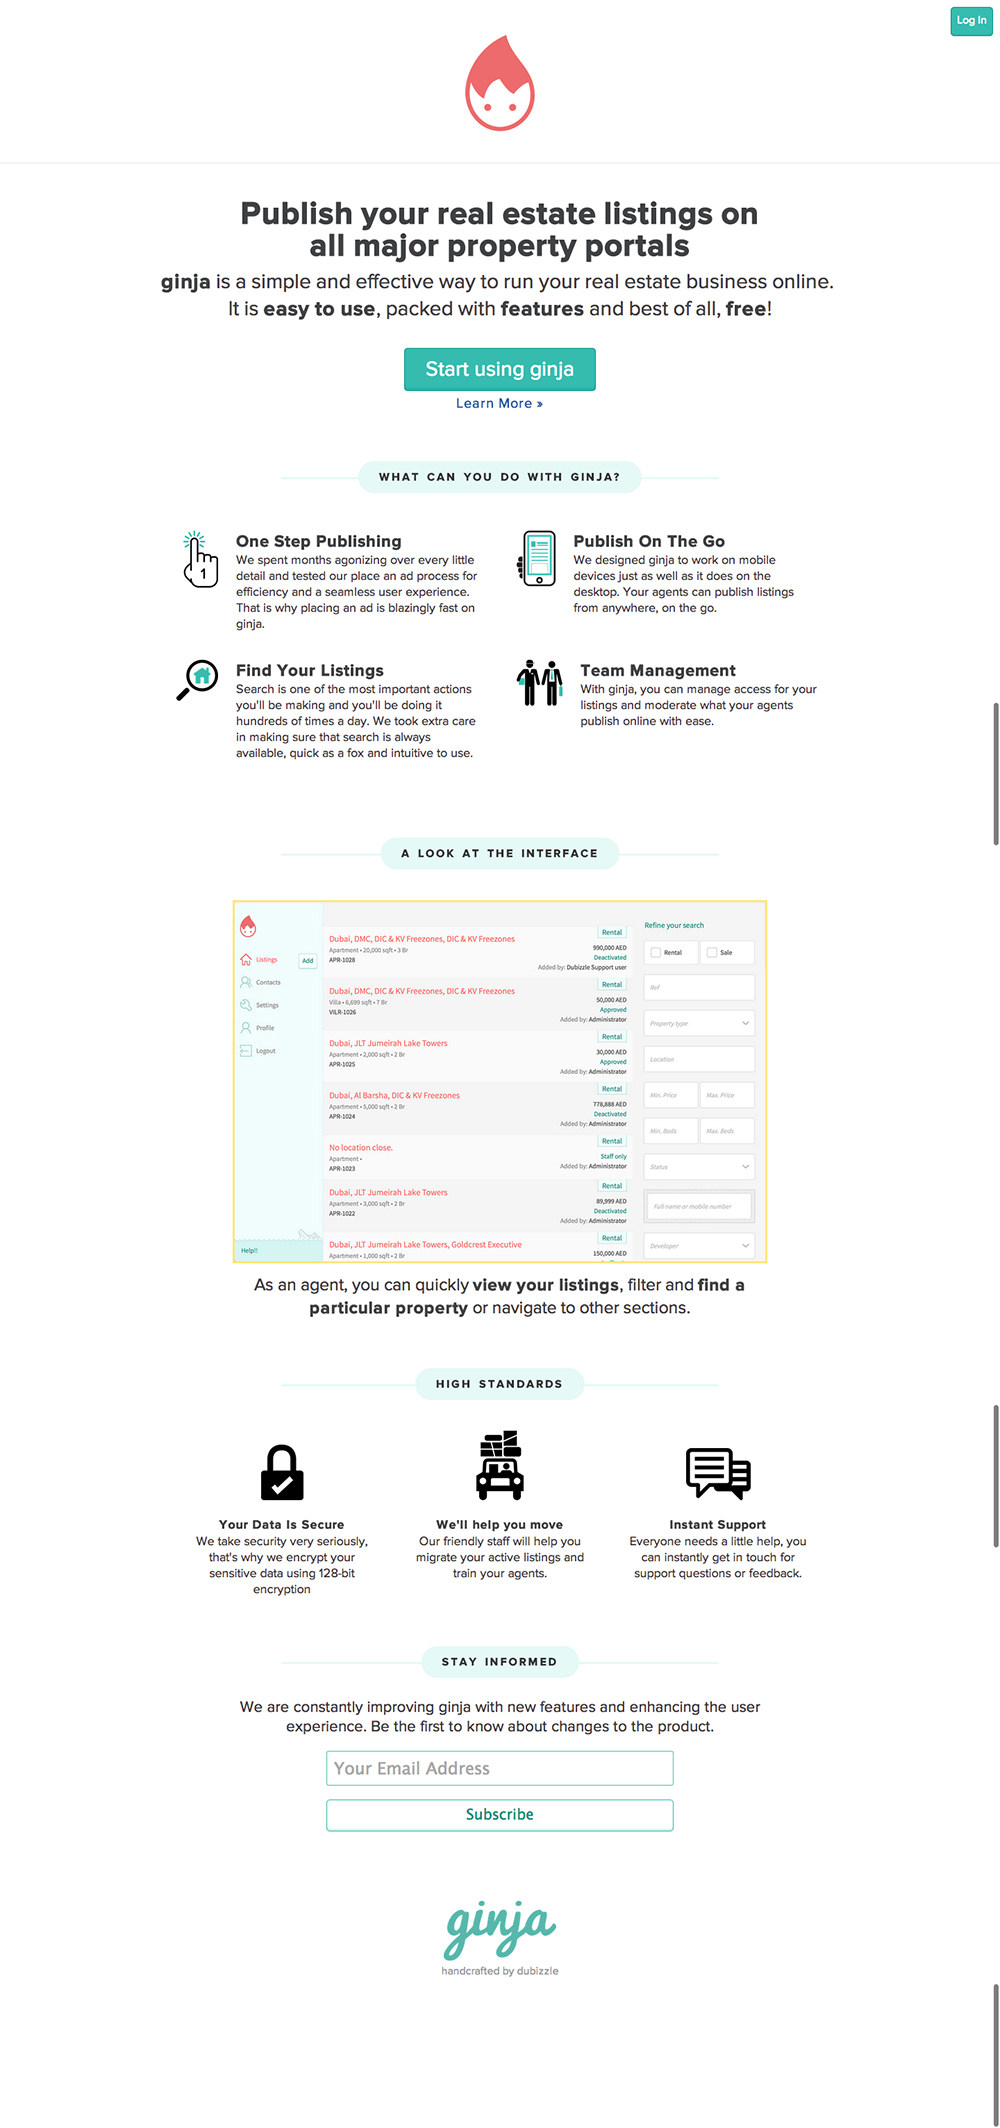 Log In
Publish your real estate listings on
all major property portals
ginja is a simple and effective way to run your real estate business online.
It is easy to use, packed with features and best of all, free!
Start using ginja
Learn More »
WHAT CAN YOU DO WITH GINJA?
1
One Step Publishing
We spent months agonizing over every little
detail and tested our place an ad process for
efficiency and a seamless user experience.
That is why placing an ad is blazingly fast on
ginja.
Publish On The Go
We designed ginja to work on mobile
devices just as well as it does on the
desktop. Your agents can publish listings
from anywhere, on the go.
Find Your Listings
Search is one of the most important actions
you'll be making and you'll be doing it
hundreds of times a day. We took extra care
in making sure that search is always
available, quick as a fox and intuitive to use.
Team Management
With ginja, you can manage access for your
listings and moderate what your agents
publish online with ease.
A LOOK AT THE INTERFACE
Listings
Add
Contacts
Settings
Profile
Logout
Help!!
Dubai, DMC, DIC & KV Freezones, DIC & KV Freezones
Apartment • 20,000 sqft • 3 Br
APR-1028
Rental
990,000 AED
Deactivated
Added by: Dubizzle Support user
Dubai, DMC, DIC & KV Freezones, DIC & KV Freezones
Villa • 6,699 sqft • 7 Br
VILR-1026
Rental
50,000 AED
Approved
Added by: Administrator
Dubai, JLT Jumeirah Lake Towers
Apartment • 2,000 sqft • 2 Br
APR-1025
Rental
30,000 AED
Approved
Added by: Administrator
Dubai, Al Barsha, DIC & KV Freezones
Apartment • 5,000 sqft • 2 Br
APR-1024
Rental
778,888 AED
Deactivated
Added by: Administrator
No location close.
Apartment •
APR-1023
Rental
Staff only
Added by: Administrator
Dubai, JLT Jumeirah Lake Towers
Apartment • 3,000 sqft • 2 Br
APR-1022
Rental
89,999 AED
Deactivated
Added by: Administrator
Dubai, JLT Jumeirah Lake Towers, Goldcrest Executive
Apartment • 1,000 sqft • 2 Br
Rental
150,000 AED
Refine your search
Rental
Sale
Ref
Property type
Location
Min. Price
Max. Price
Min. Beds
Max. Beds
Status
Full name or mobile number
Developer
As an agent, you can quickly view your listings, filter and find a
particular property or navigate to other sections.
HIGH STANDARDS
Your Data Is Secure
We take security very seriously,
that's why we encrypt your
sensitive data using 128-bit
encryption
We'll help you move
Our friendly staff will help you
migrate your active listings and
train your agents.
Instant Support
Everyone needs a little help, you
can instantly get in touch for
support questions or feedback.
STAY INFORMED
We are constantly improving ginja with new features and enhancing the user
experience. Be the first to know about changes to the product.
Your Email Address
Subscribe
ginja
handcrafted by dubizzle